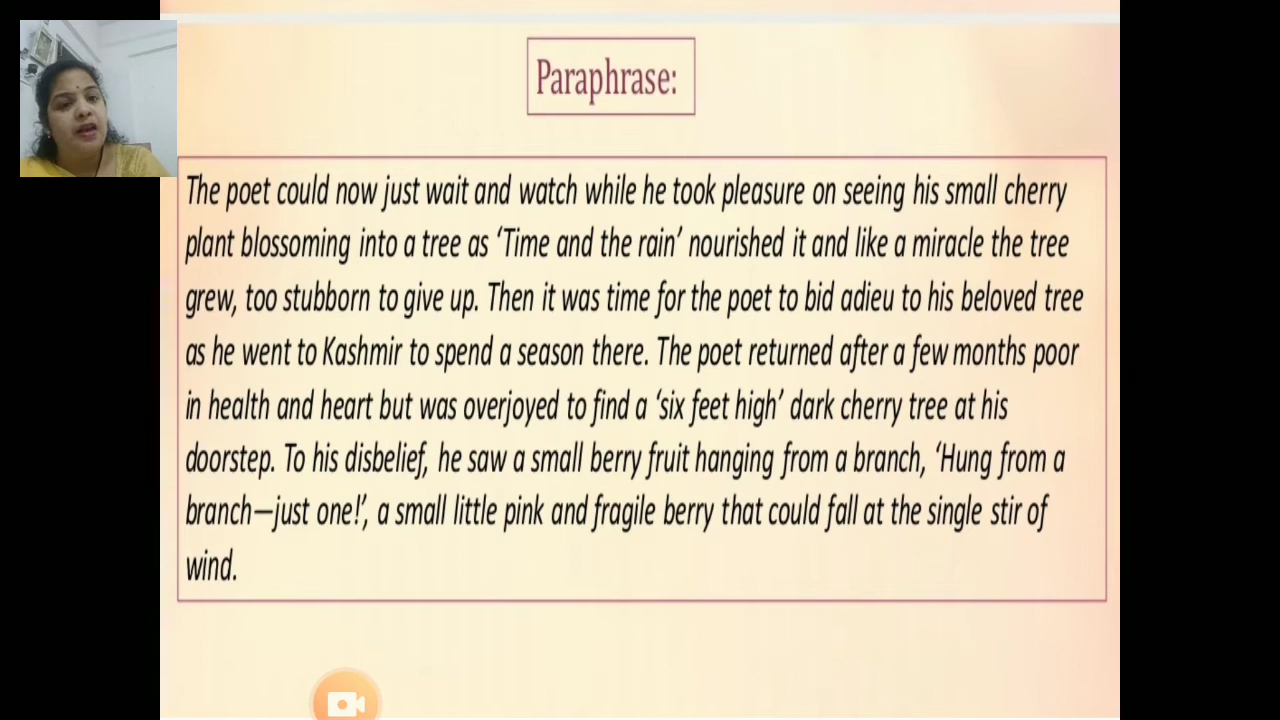 Paraphrase:
The poet could now just wait and watch while he took pleasure on seeing his small cherry
plant blossoming into a tree as ‘Time and the rain’ nourished it and like a miracle the tree
grew, too stubborn to give up. Then it was time for the poet to bid adieu to his beloved tree
as he went to Kashmir to spend a season there. The poet returned after a few months poor
in health and heart but was overjoyed to find a ‘six feet high’ dark cherry tree at his
doorstep. To his disbelief, he saw a small berry fruit hanging from a branch, ‘Hung from a
branch—just one!’, a small little pink and fragile berry that could fall at the single stir of
wind.